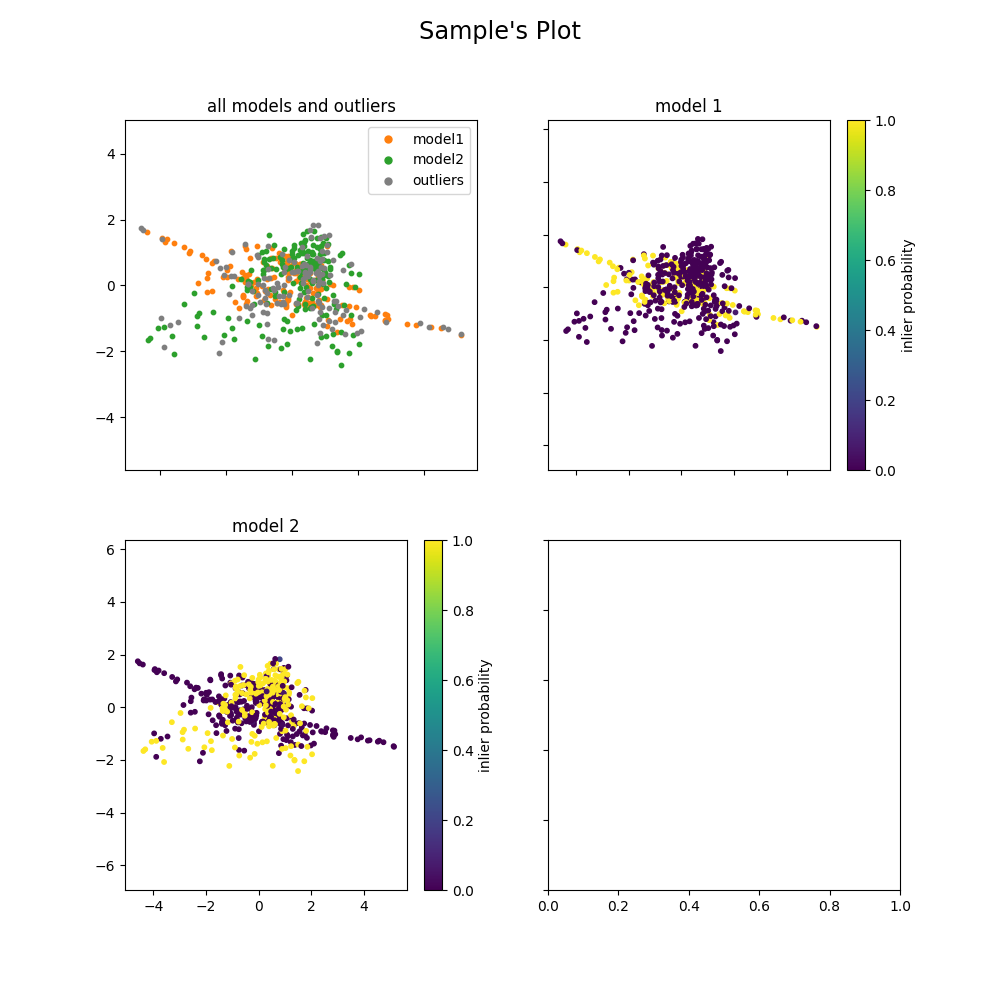 Sample's Plot
all models and outliers
model1
model2
outliers
4
2
0
−2
−4
model 1
1.0
0.8
0.6
0.4
0.2
0.0
inlier probability
model 2
6
4
2
0
−2
−4
−6
−4 −2 0 2 4
1.0
0.8
0.6
0.4
0.2
0.0
inlier probability
0.0 0.2 0.4 0.6 0.8 1.0